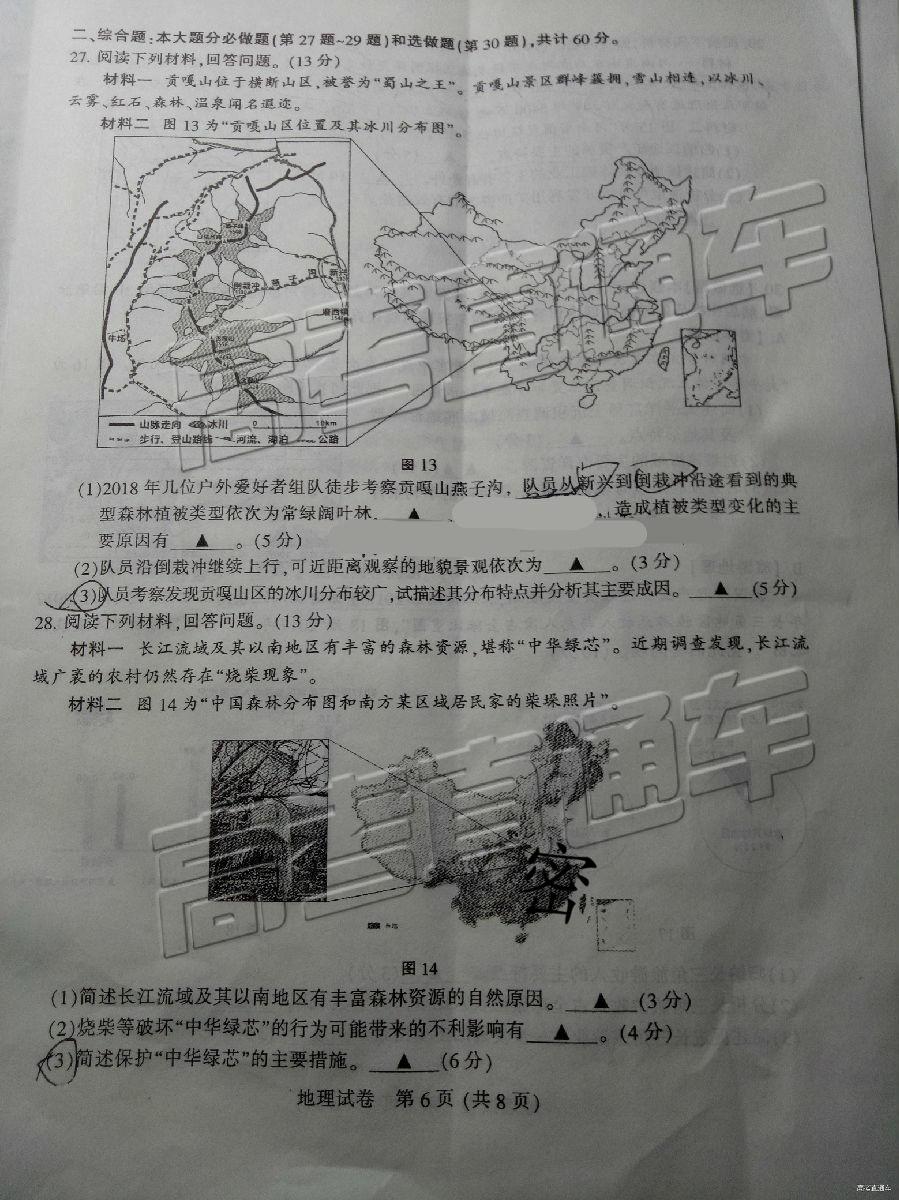 二、综合题:本大题分必做题(第27题~29题)和选做题(第30题),共计60分。
27. 阅读下列材料,回答问题。(13分)
材料一 贡嘎山位于横断山区,被誉为“蜀山之王”。贡嘎山景区群峰簇拥,雪山相连,以冰川、
云雾、红石、森林、温泉闻名遐迩。
材料二 图13为“贡嘎山区位置及其冰川分布图”。
倒栽冲
燕子沟
新兴
磨西镇
牛场
山脉走向 冰川 0 10km
步行、登山路线 河流、湖泊 公路
图13
(1)2018年几位户外爱好者组队徒步考察贡嘎山燕子沟,队员从新兴到倒栽冲沿途看到的典
型森林植被类型依次为常绿阔叶林、 ▲ ,造成植被类型变化的主
要原因有 ▲ 。(5分)
(2)队员沿倒栽冲继续上行,可近距离观察的地貌景观依次为 ▲ 。(3分)
(3)队员考察发现贡嘎山区的冰川分布较广,试描述其分布特点并分析其主要成因。 ▲ (5分)
28. 阅读下列材料,回答问题。(13分)
材料一 长江流域及其以南地区有丰富的森林资源,堪称“中华绿芯”。近期调查发现,长江流
域广袤的农村仍然存在“烧柴现象”。
材料二 图14为“中国森林分布图和南方某区域居民家的柴垛照片”。
密
图14
(1)简述长江流域及其以南地区有丰富森林资源的自然原因。 ▲ (3分)
(2)烧柴等破坏“中华绿芯”的行为可能带来的不利影响有 ▲ 。(4分)
(3)简述保护“中华绿芯”的主要措施。 ▲ (6分)
地理试卷 第6页(共8页)
高考直通车
高考直通车
高考直通车